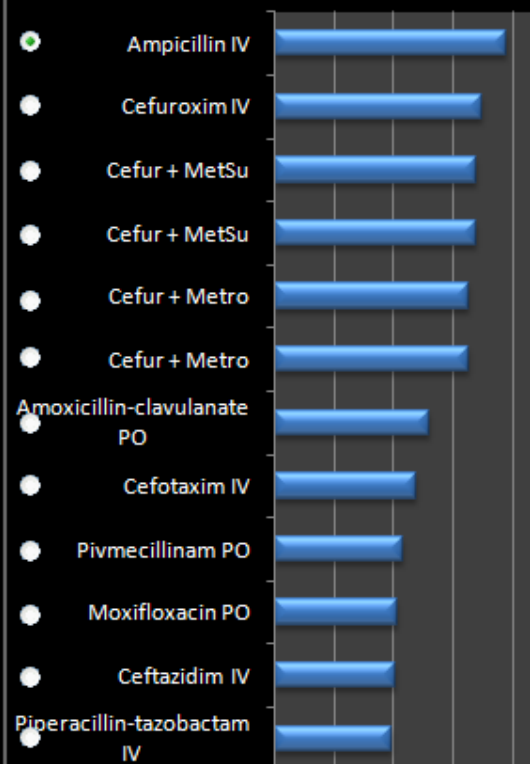 Ampicillin IV
Cefuroxim IV
Cefur + MetSu
Cefur + MetSu
Cefur + Metro
Cefur + Metro
Amoxicillin-clavulanate
PO
Cefotaxim IV
Pivmecillinam PO
Moxifloxacin PO
Ceftazidim IV
Piperacillin-tazobactam
IV